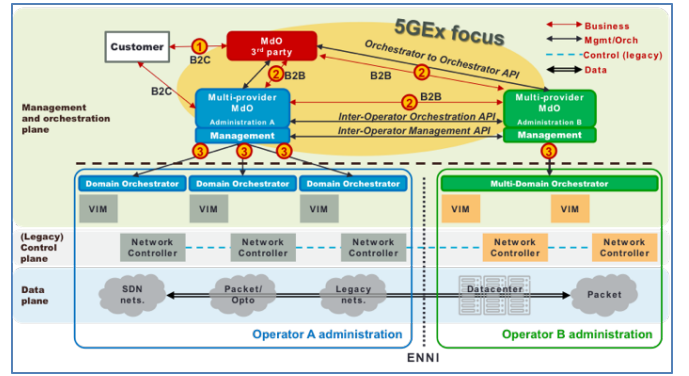 5GEx focus
Business
Mgmt/Orch
Control (legacy)
Data
Customer
1
B2C
MdO
3rd party
Orchestrator to Orchestrator API
2
B2B
B2B
2
B2C
Management
and orchestration
plane
Multi-provider
MdO
Administration A
Management
2
B2B
Inter-Operator Orchestration API
Inter-Operator Management API
Multi-provider
MdO
Administration B
Management
3
3
3
3
Domain Orchestrator
Domain Orchestrator
Domain Orchestrator
Multi-Domain Orchestrator
VIM
VIM
VIM
VIM
VIM
(Legacy)
Control
plane
Network
Controller
Network
Controller
Network
Controller
Network
Controller
Network
Controller
Data
plane
SDN
nets.
Packet/
Opto
Legacy
nets.
Datacenter
Packet
Operator A administration
Operator B administration
ENNI